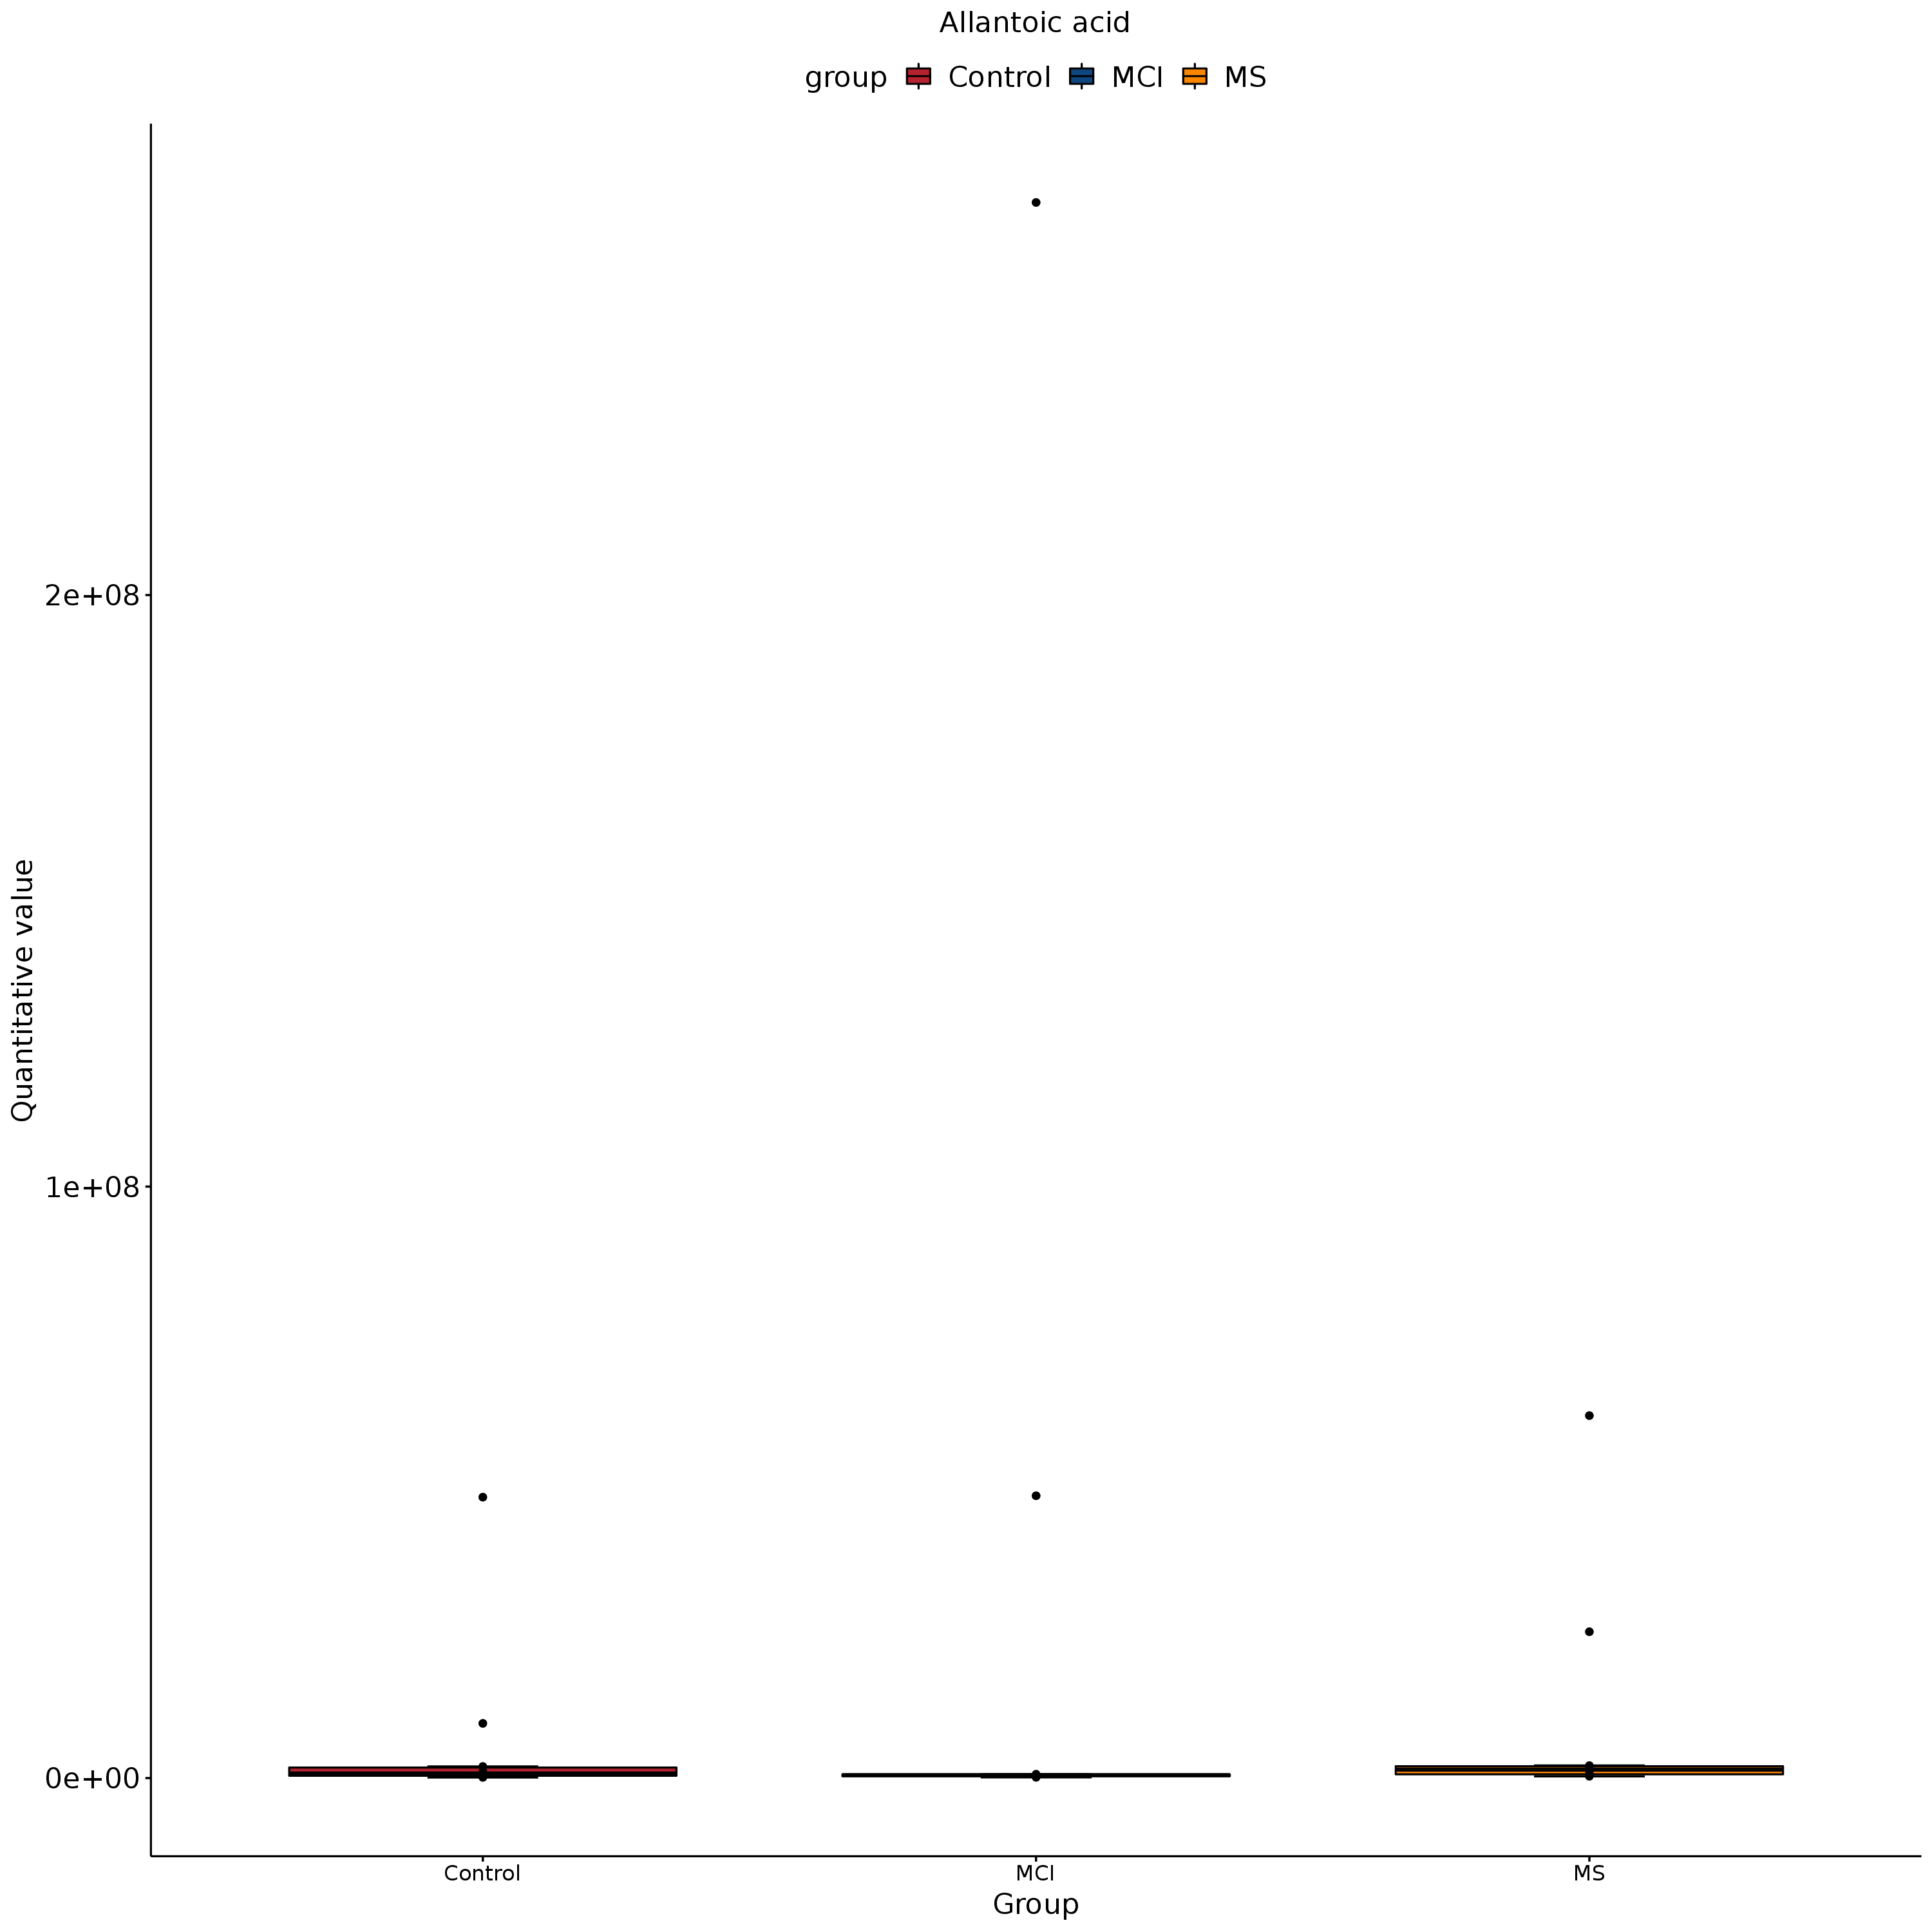 Allantoic acid
group Control MCI MS
Quantitative value
2e+08
1e+08
0e+00
Control MCI MS
Group